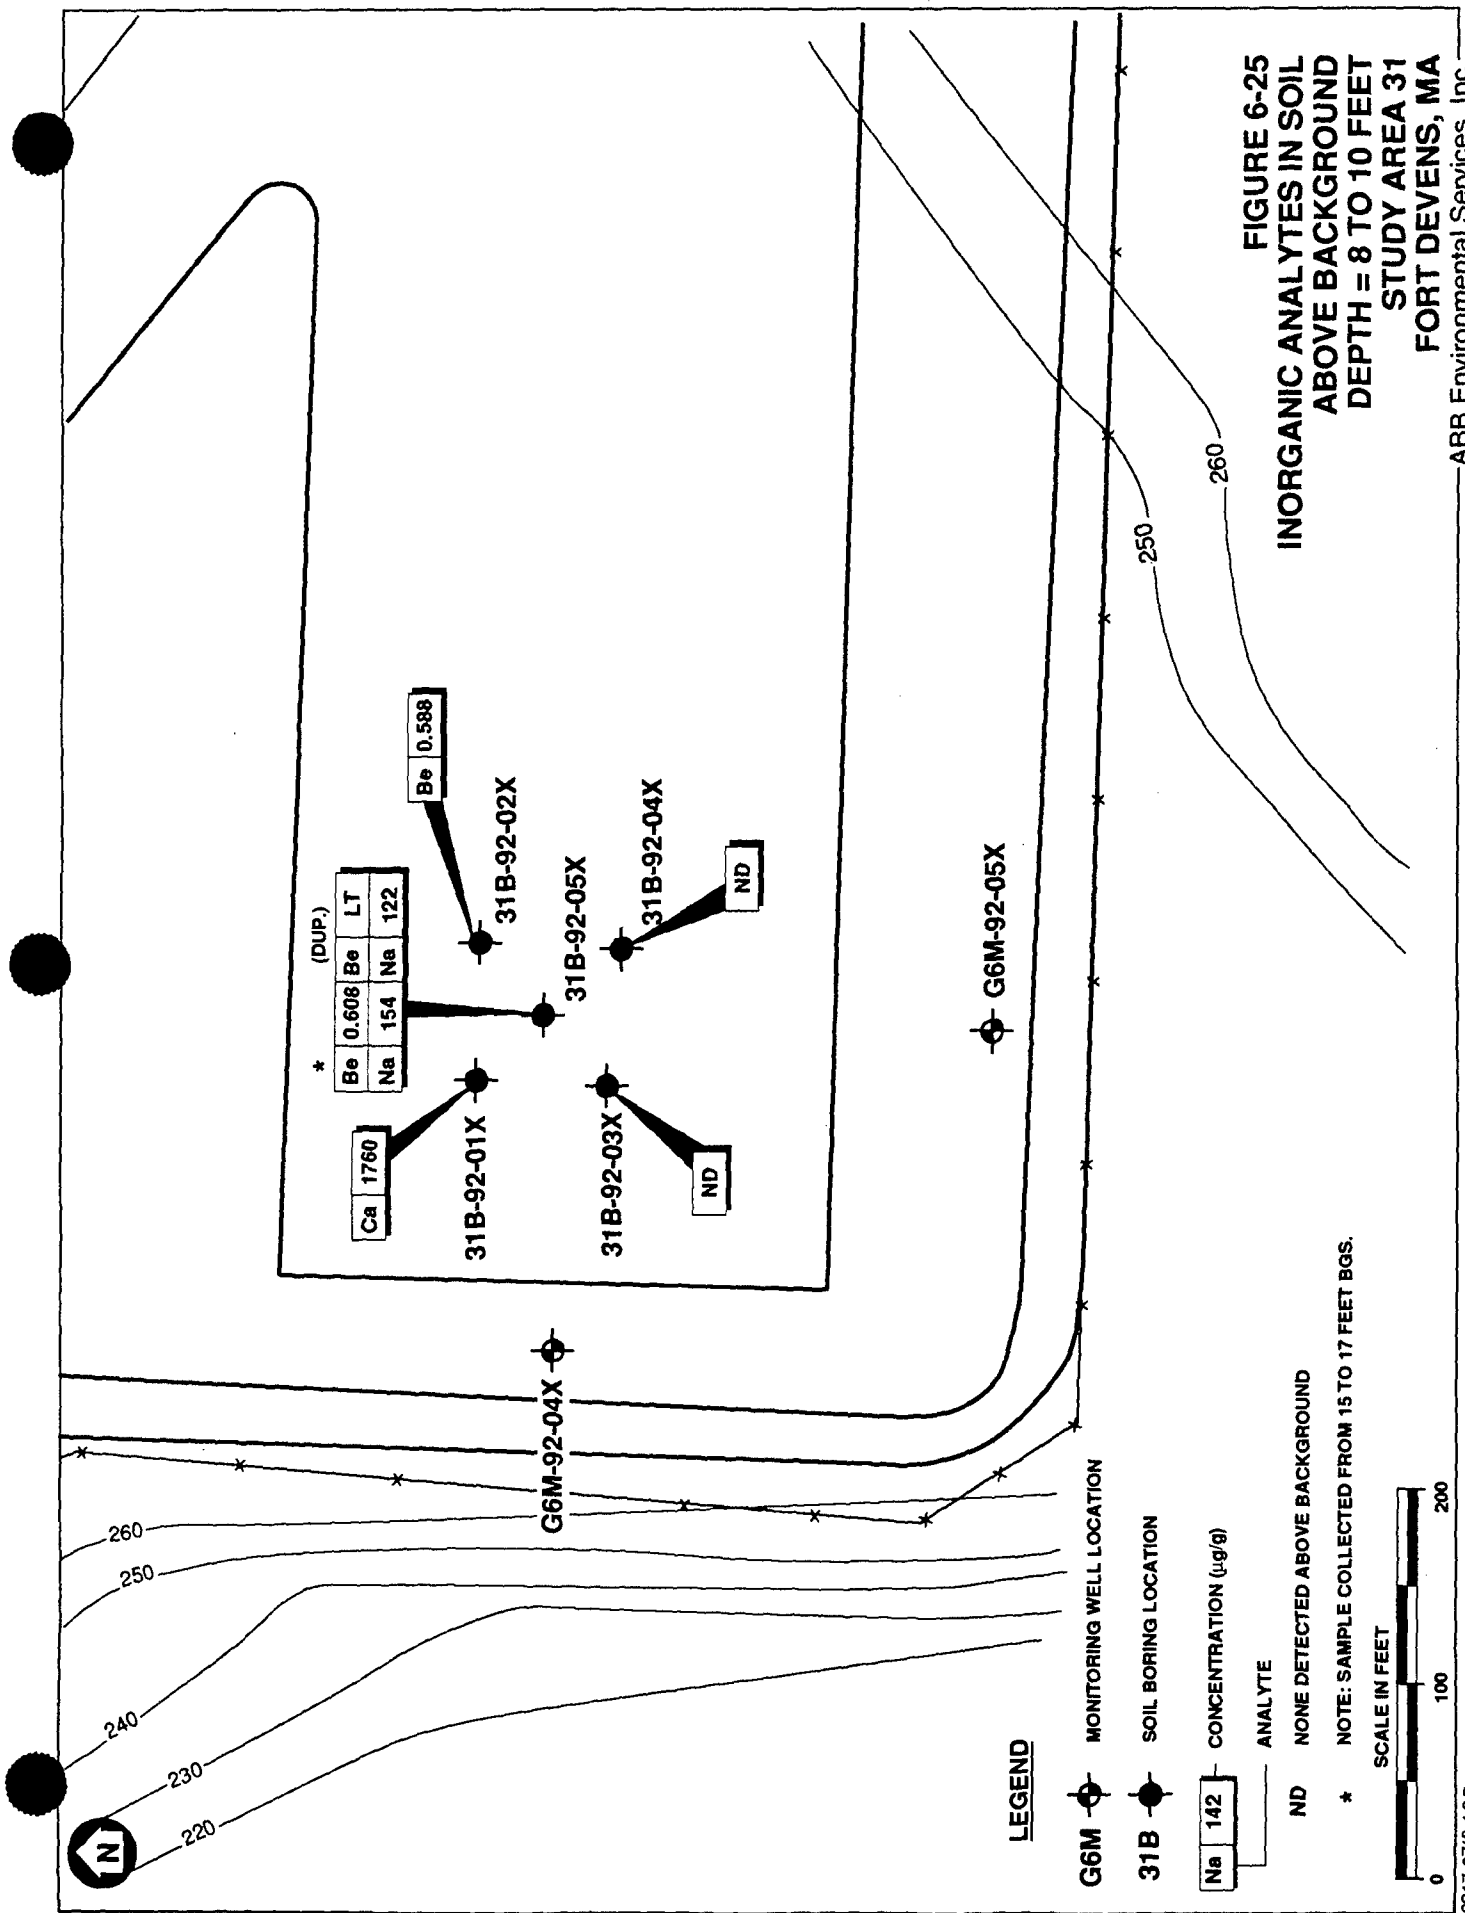 N
220
230
240
250
260
G6M-92-04X
Ca 1760
31B-92-01X
* (DUP.)
Be 0.608 Be LT
Na 154 Na 122
Be 0.588
31B-92-02X
31B-92-05X
31B-92-03X
ND
31B-92-04X
ND
G6M-92-05X
250
260
LEGEND
G6M MONITORING WELL LOCATION
31B SOIL BORING LOCATION
Na 142 CONCENTRATION (µg/g)
ANALYTE
ND NONE DETECTED ABOVE BACKGROUND
* NOTE: SAMPLE COLLECTED FROM 15 TO 17 FEET BGS.
SCALE IN FEET
0 100 200
FIGURE 6-25
INORGANIC ANALYTES IN SOIL
ABOVE BACKGROUND
DEPTH = 8 TO 10 FEET
STUDY AREA 31
FORT DEVENS, MA
ABB Environmental Services, Inc.